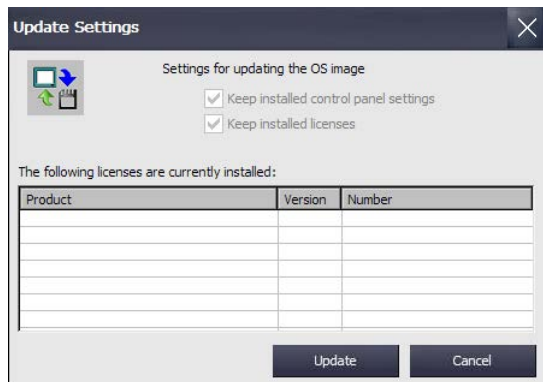 Update Settings
Settings for updating the OS image
Keep installed control panel settings
Keep installed licenses
The following licenses are currently installed:
Product Version Number
Update Cancel